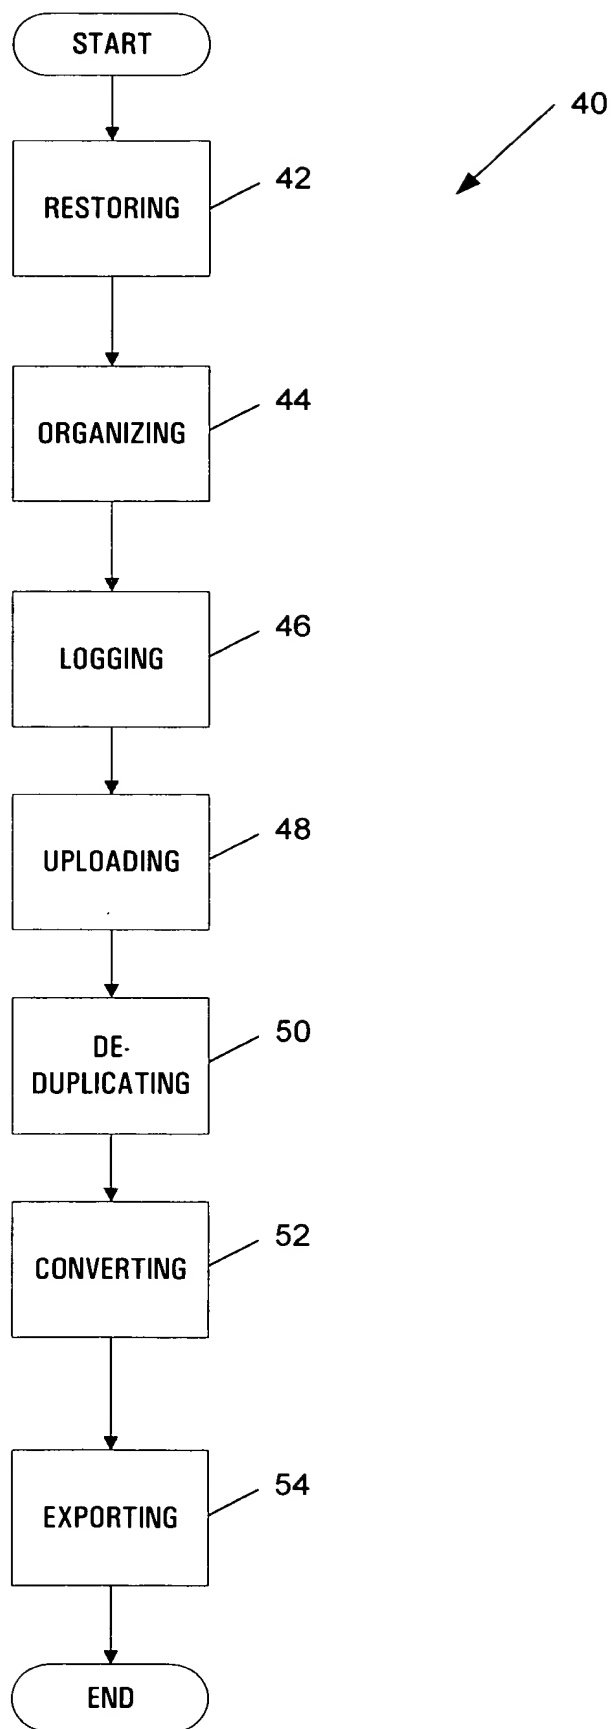 START
40
42
RESTORING
44
ORGANIZING
46
LOGGING
48
UPLOADING
50
DE-
DUPLICATING
52
CONVERTING
54
EXPORTING
END